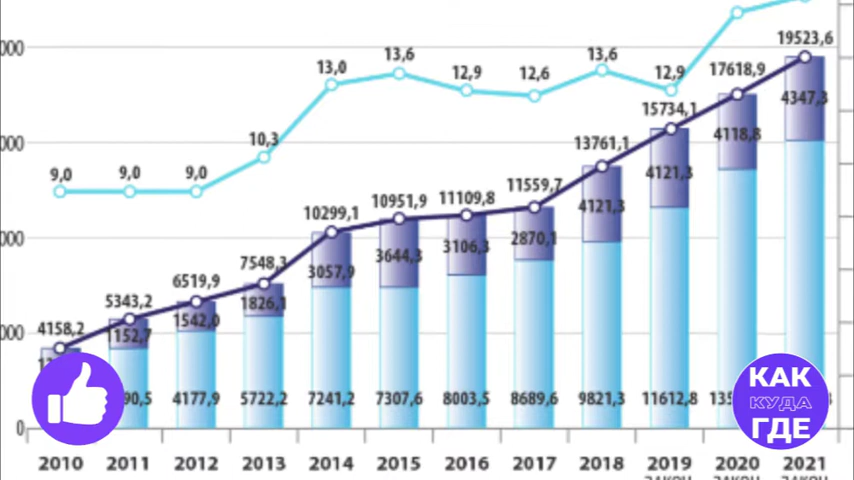 19523,6
13,0 13,6 12,9 12,6 13,6 12,9 17618,9
15734,1 4347,3
10,3 13761,1 4118,8
9,0 9,0 9,0 11559,7 4121,3
10299,1 10951,9 11109,8 4121,3
7548,3 3057,9 3644,3 3106,3 2870,1
4158,2 5343,2 6519,9 1826,1
1152,7 1542,0
4177,9 5722,2 7241,2 7307,6 8003,5 8689,6 9821,3 11612,8
КАК
КУДА
ГДЕ
0
2010 2011 2012 2013 2014 2015 2016 2017 2018 2019 2020 2021